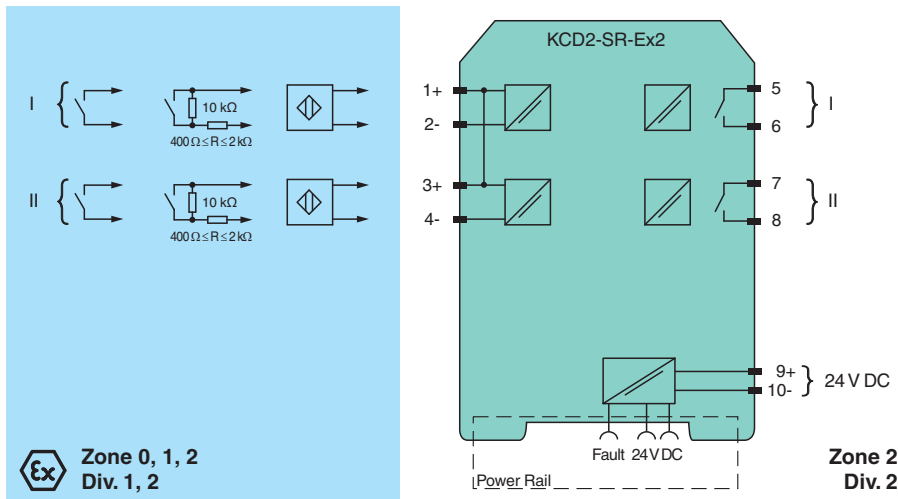 KCD2-SR-Ex2
I
10 kΩ
400 Ω ≤ R ≤ 2 kΩ
1+
2-
5
6
I
II
10 kΩ
400 Ω ≤ R ≤ 2 kΩ
3+
4-
7
8
II
9+
10-
24 V DC
Fault 24 V DC
Power Rail
Ex
Zone 0, 1, 2
Div. 1, 2
Zone 2
Div. 2